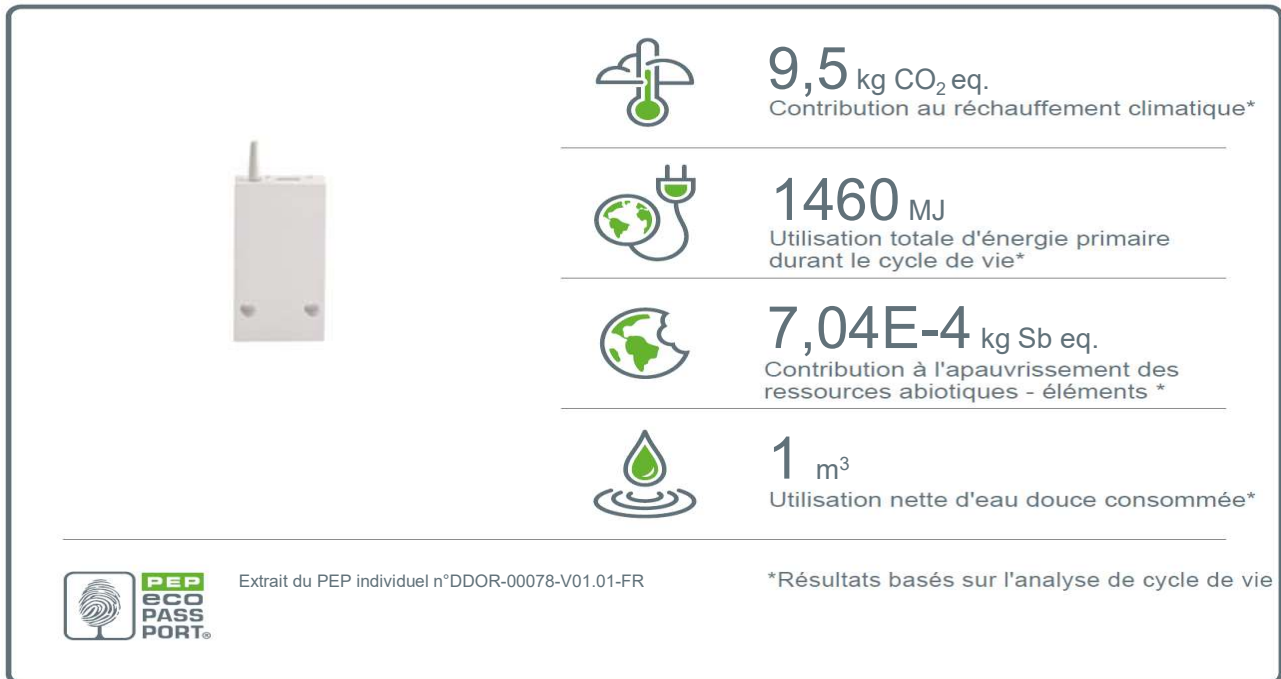 9,5 kg CO₂ eq.
Contribution au réchauffement climatique*
1460 MJ
Utilisation totale d'énergie primaire
durant le cycle de vie*
7,04E-4 kg Sb eq.
Contribution à l'apauvrissement des
ressources abiotiques - éléments *
1 m³
Utilisation nette d'eau douce consommée*
PEP
eco
PASS
PORT®
Extrait du PEP individuel n°DDOR-00078-V01.01-FR
*Résultats basés sur l'analyse de cycle de vie